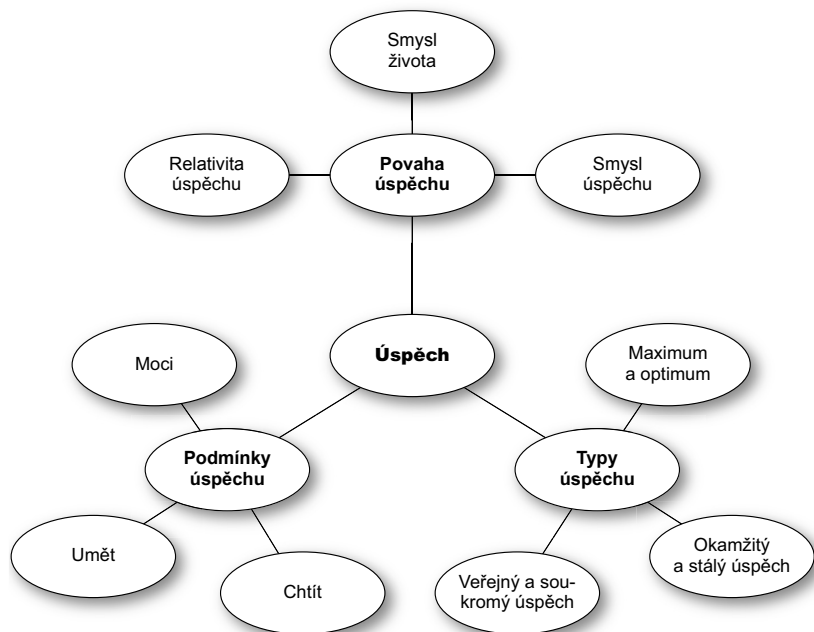 Smysl
života
Relativita
úspěchu
Povaha
úspěchu
Smysl
úspěchu
Úspěch
Moci
Maximum
a optimum
Podmínky
úspěchu
Typy
úspěchu
Umět
Chtít
Veřejný a sou-
kromý úspěch
Okamžitý
a stálý úspěch